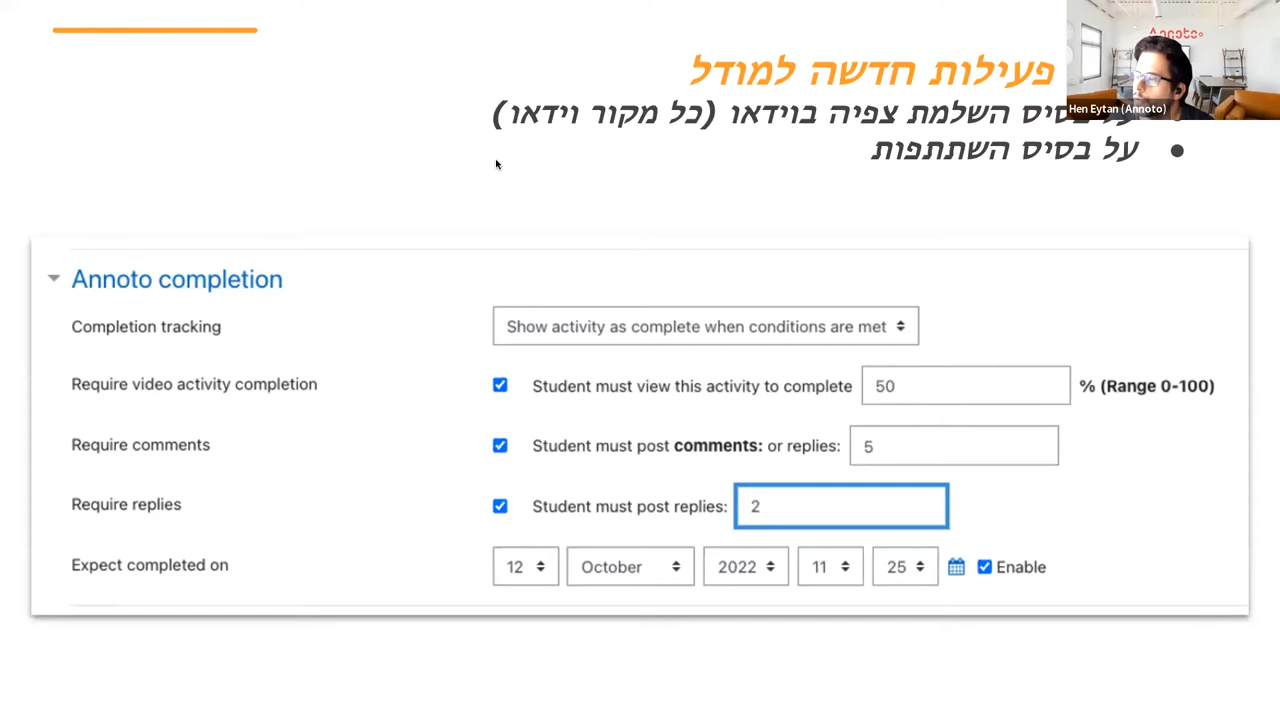 פעילות חדשה למודל
Annoto
Hen Eytan (Annoto)
על בסיס השלמת צפיה בוידאו (כל מקור וידאו)
על בסיס השתתפות
Annoto completion
Completion tracking Show activity as complete when conditions are met
Require video activity completion Student must view this activity to complete 50 % (Range 0-100)
Require comments Student must post comments: or replies: 5
Require replies Student must post replies: 2
Expect completed on 12 October 2022 11 25 Enable